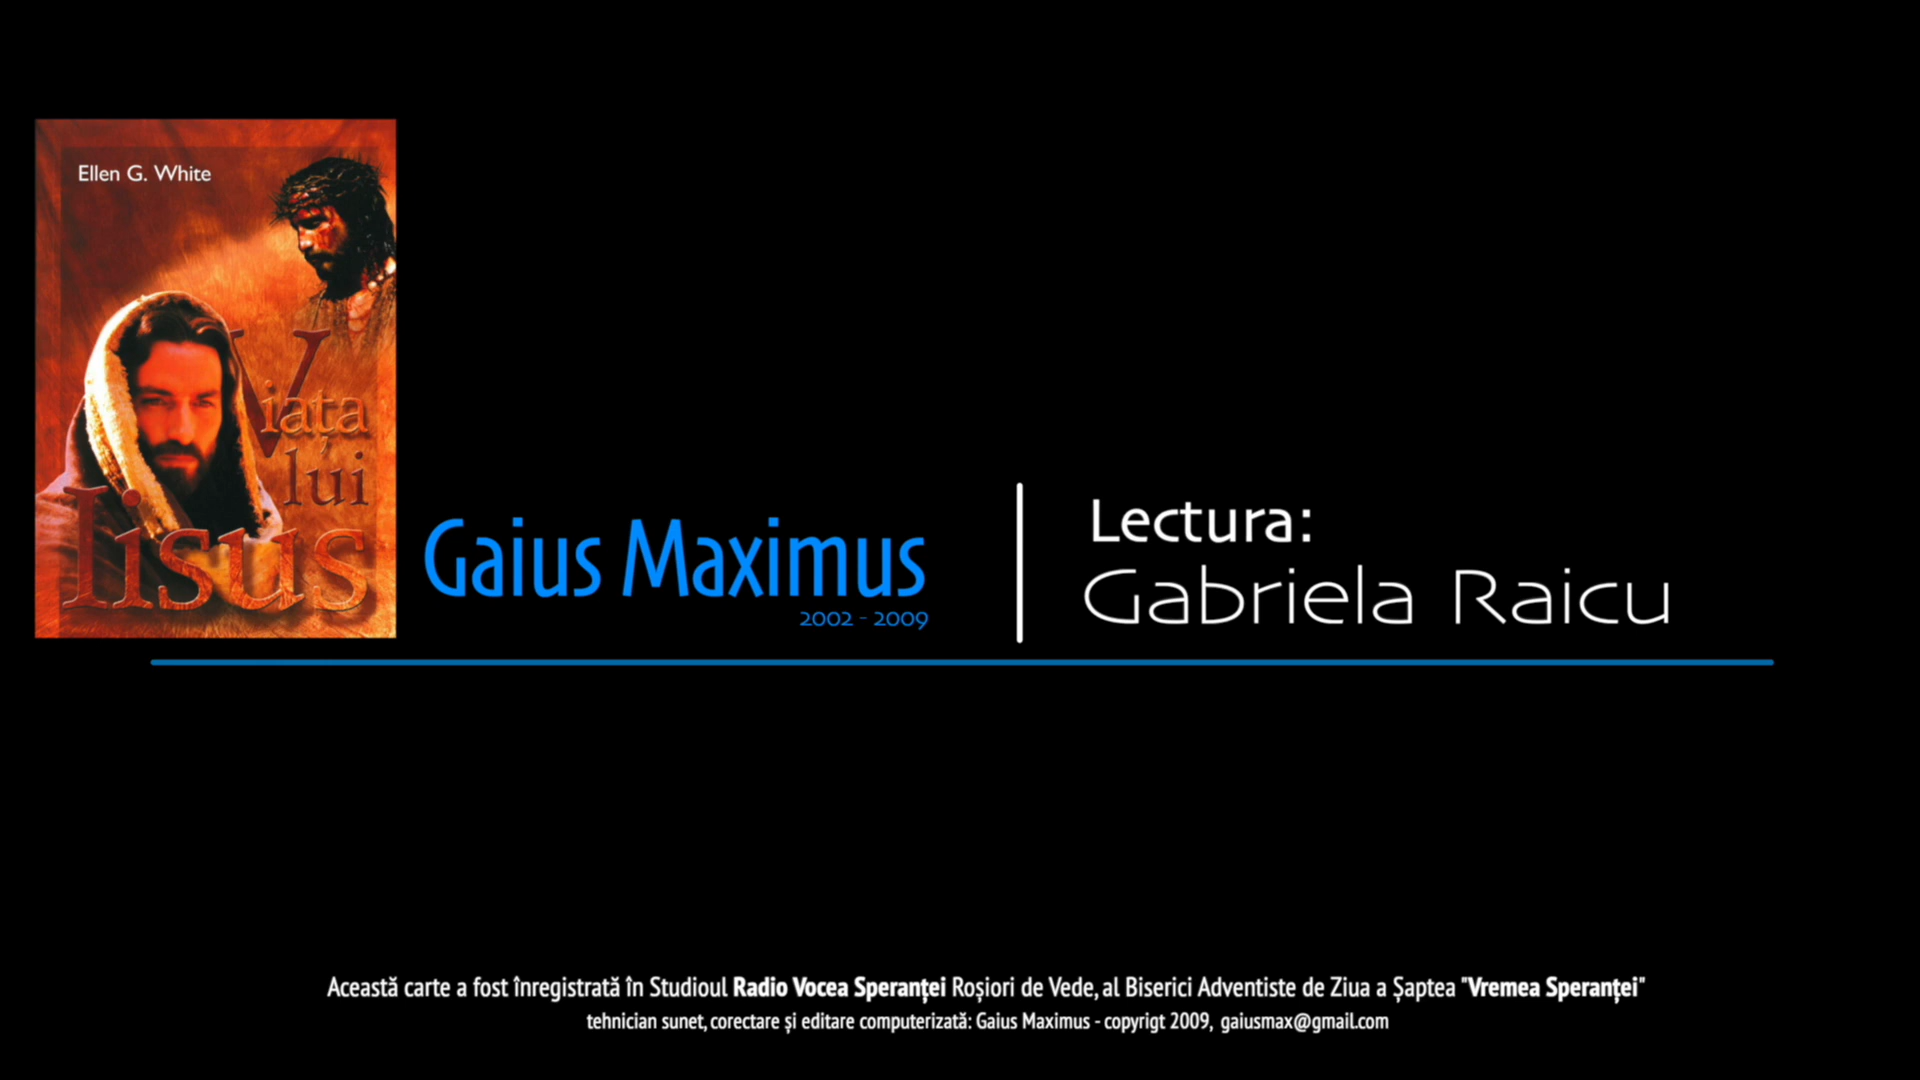 Ellen G. White
Viața
lui
Iisus
Gaius Maximus
2002 - 2009
Lectura:
Gabriela Raicu
Această carte a fost înregistrată în Studioul Radio Vocea Speranței Roșiori de Vede, al Biserici Adventiste de Ziua a Șaptea "Vremea Speranței"
tehnician sunet, corectare și editare computerizată: Gaius Maximus - copyrigt 2009, gaiusmax@gmail.com